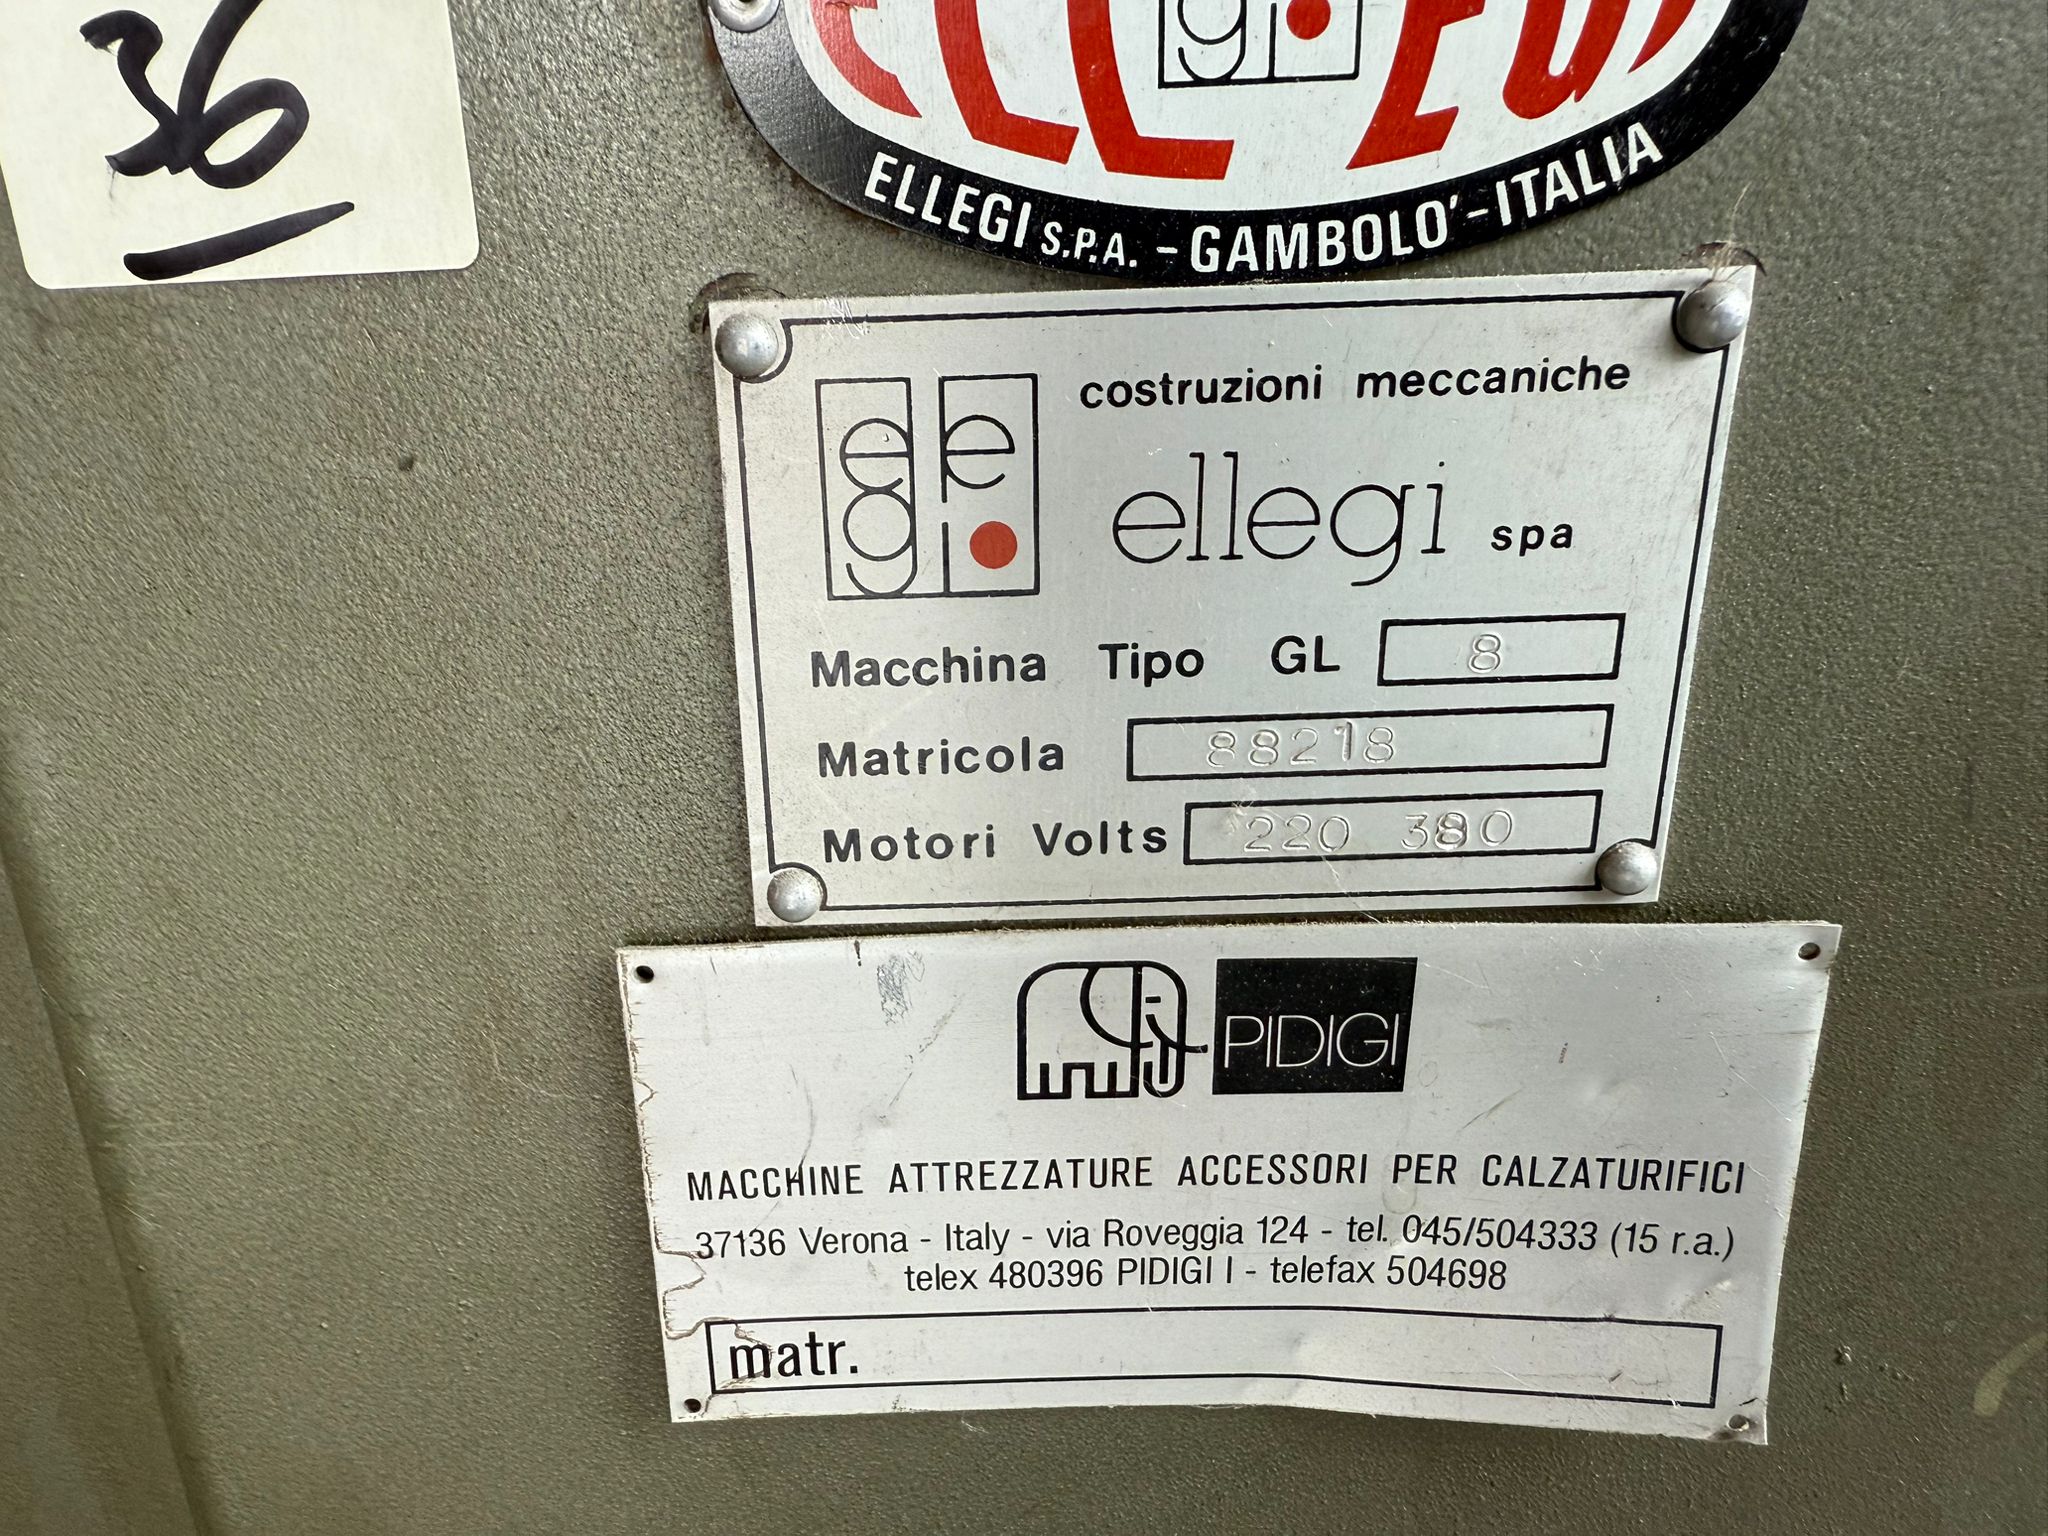 36
ELLEGI
ELLEGI S.P.A. - GAMBOLO' - ITALIA
costruzioni meccaniche
ellegi spa
Macchina Tipo GL 8
Matricola 88218
Motori Volts 220 380
PIDIGI
MACCHINE ATTREZZATURE ACCESSORI PER CALZATURIFICI
37136 Verona - Italy - via Roveggia 124 - tel. 045/504333 (15 r.a.)
telex 480396 PIDIGI I - telefax 504698
matr.